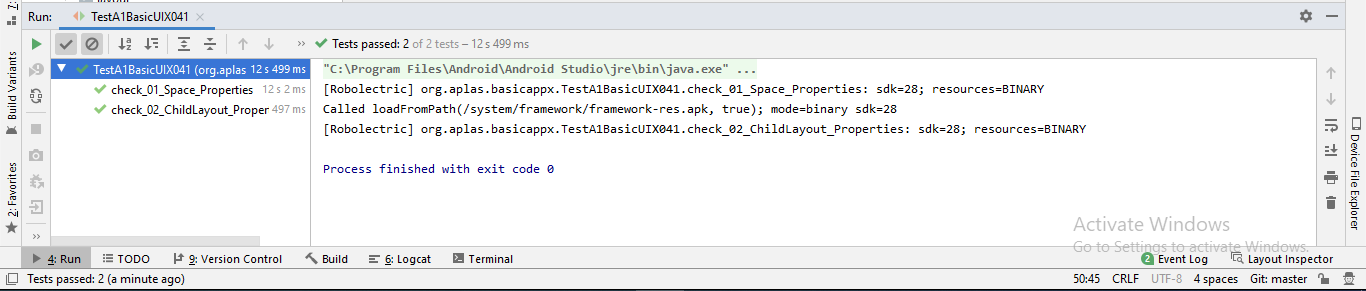 Run: TestA1BasicUIX041
Tests passed: 2 of 2 tests – 12 s 499 ms
TestA1BasicUIX041 (org.aplas 12 s 499 ms
check_01_Space_Properties 12 s 2 ms
check_02_ChildLayout_Proper 497 ms
"C:\Program Files\Android\Android Studio\jre\bin\java.exe" ...
[Robolectric] org.aplas.basicappx.TestA1BasicUIX041.check_01_Space_Properties: sdk=28; resources=BINARY
Called loadFromPath(/system/framework/framework-res.apk, true); mode=binary sdk=28
[Robolectric] org.aplas.basicappx.TestA1BasicUIX041.check_02_ChildLayout_Properties: sdk=28; resources=BINARY
Process finished with exit code 0
Build Variants
2: Favorites
Device File Explorer
Activate Windows
Go to Settings to activate Windows.
4: Run TODO 9: Version Control Build 6: Logcat Terminal 2 Event Log Layout Inspector
Tests passed: 2 (a minute ago) 50:45 CRLF UTF-8 4 spaces Git: master